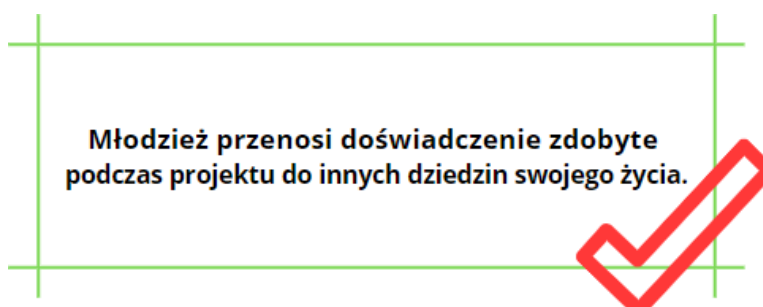 Młodzież przenosi doświadczenie zdobyte
podczas projektu do innych dziedzin swojego życia.